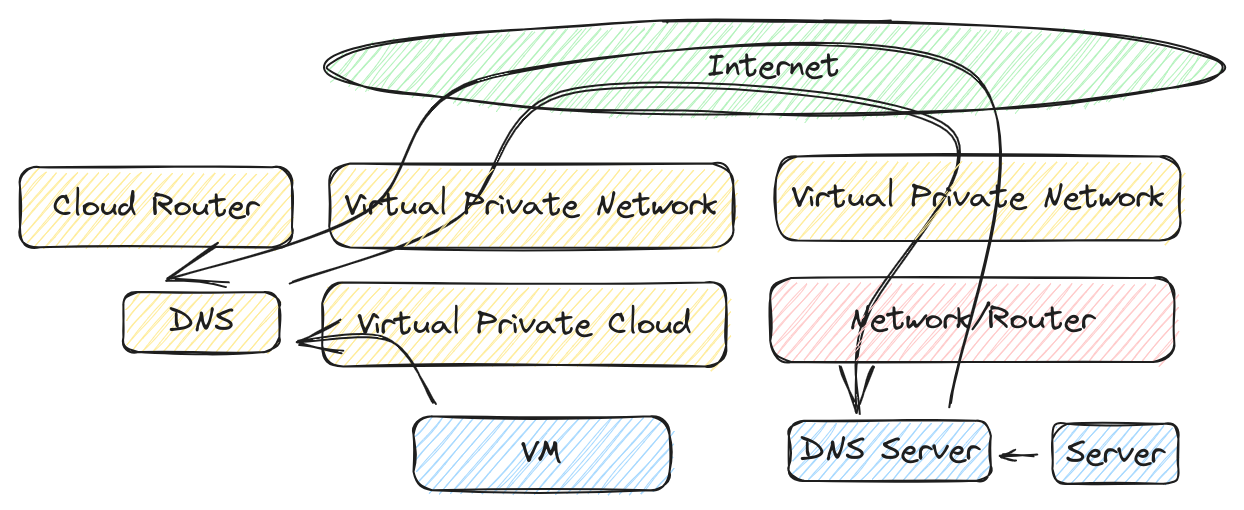 Internet
Cloud Router
Virtual Private Network
Virtual Private Network
DNS
Virtual Private Cloud
Network Router
VM
DNS Server
Server